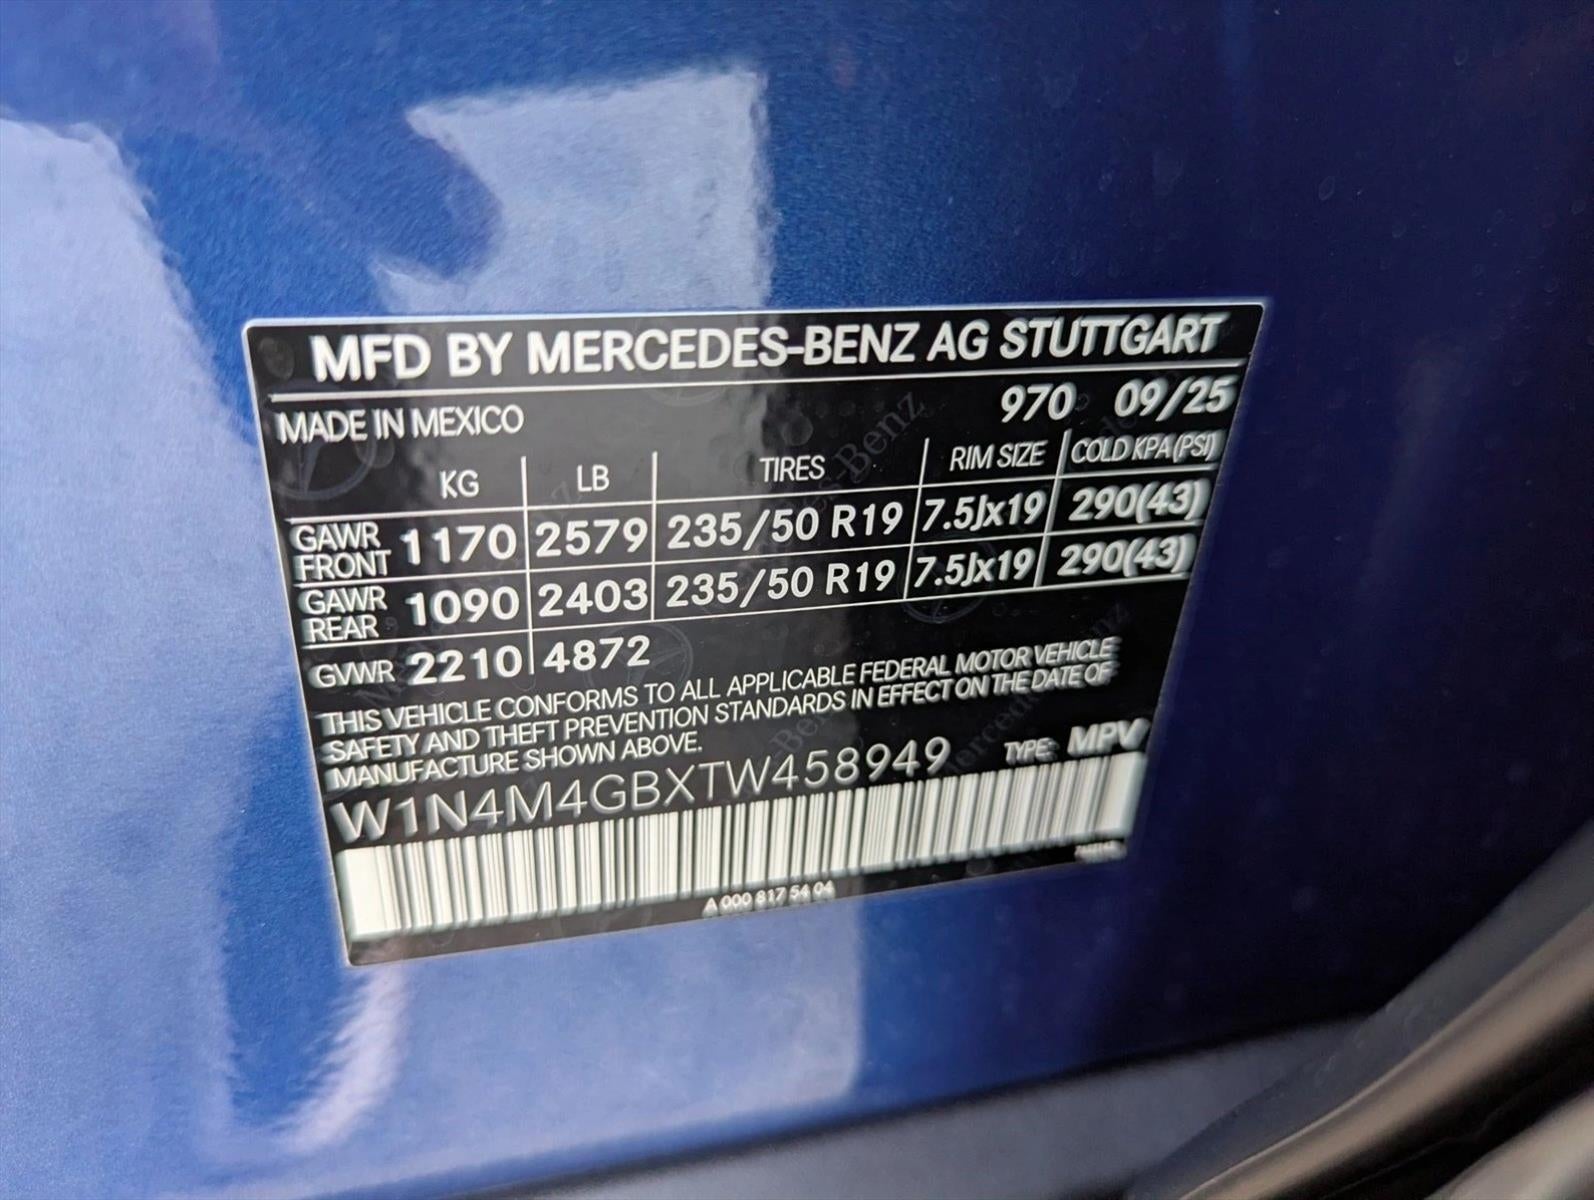 MFD BY MERCEDES-BENZ AG STUTTGART
MADE IN MEXICO 970 09/25
KG LB TIRES RIM SIZE COLD KPA (PSI)
GAWR FRONT 1170 2579 235/50 R19 7.5Jx19 290(43)
GAWR REAR 1090 2403 235/50 R19 7.5Jx19 290(43)
GVWR 2210 4872
THIS VEHICLE CONFORMS TO ALL APPLICABLE FEDERAL MOTOR VEHICLE
SAFETY AND THEFT PREVENTION STANDARDS IN EFFECT ON THE DATE OF
MANUFACTURE SHOWN ABOVE.
W1N4M4GBXTW458949 TYPE: MPV
A 000 817 54 04